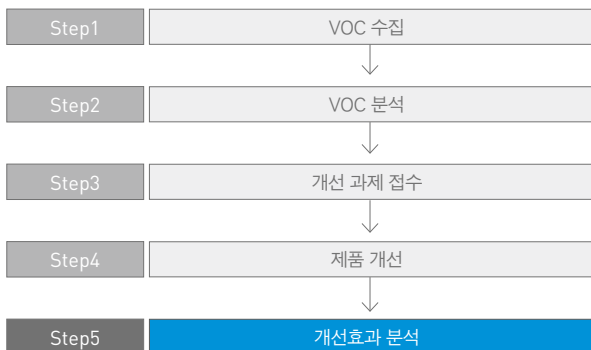 Step1 VOC 수집
Step2 VOC 분석
Step3 개선 과제 접수
Step4 제품 개선
Step5 개선효과 분석